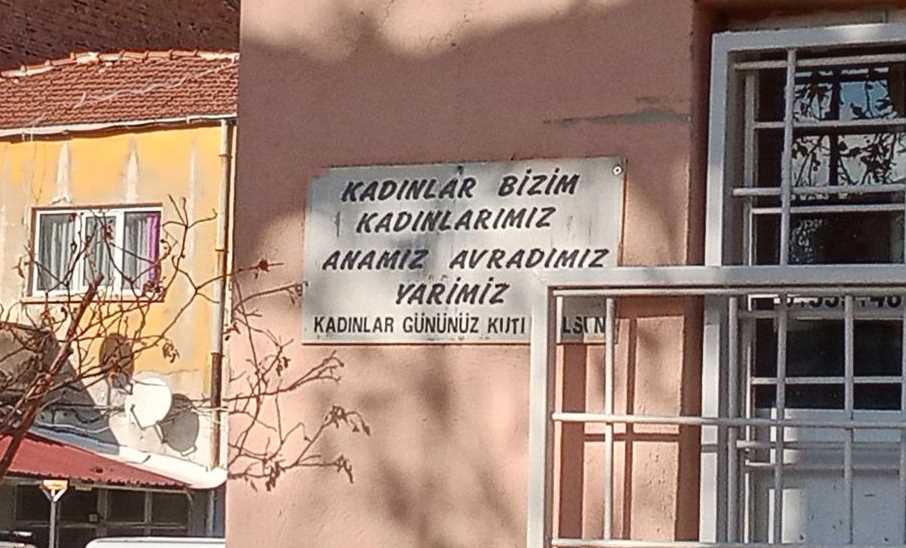 KADINLAR BİZİM
KADINLARIMIZ
ANAMIZ AVRADIMIZ
YARİMİZ
KADINLAR GÜNÜNÜZ